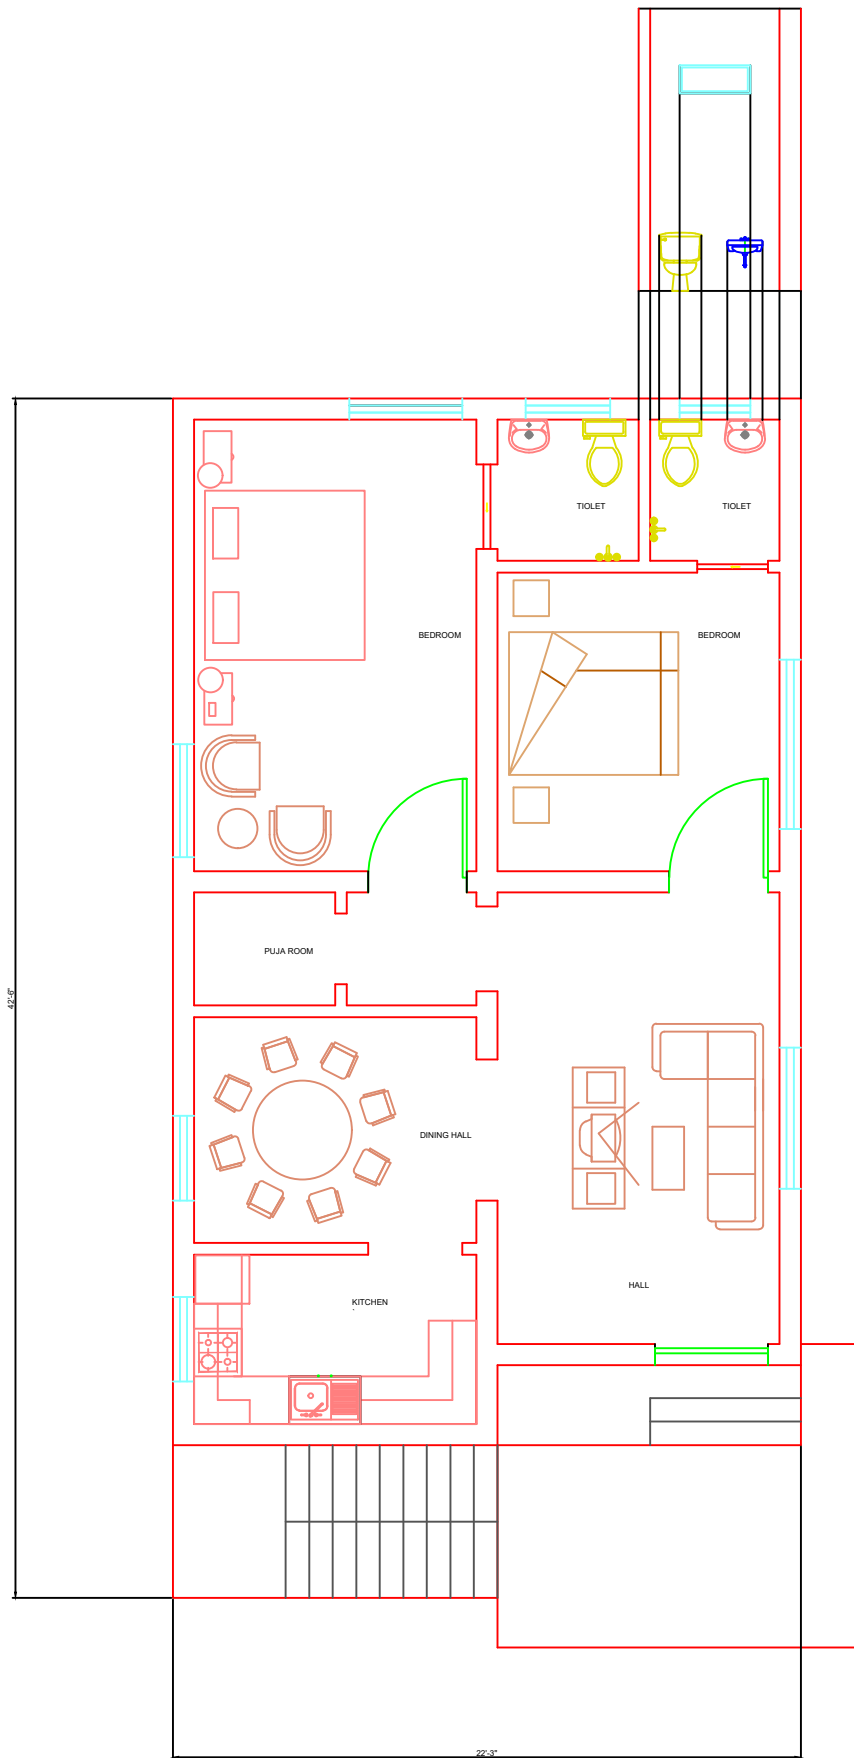 TIOLET
TIOLET
BEDROOM
BEDROOM
PUJA ROOM
42'-6"
DINING HALL
HALL
KITCHEN
22'-3"